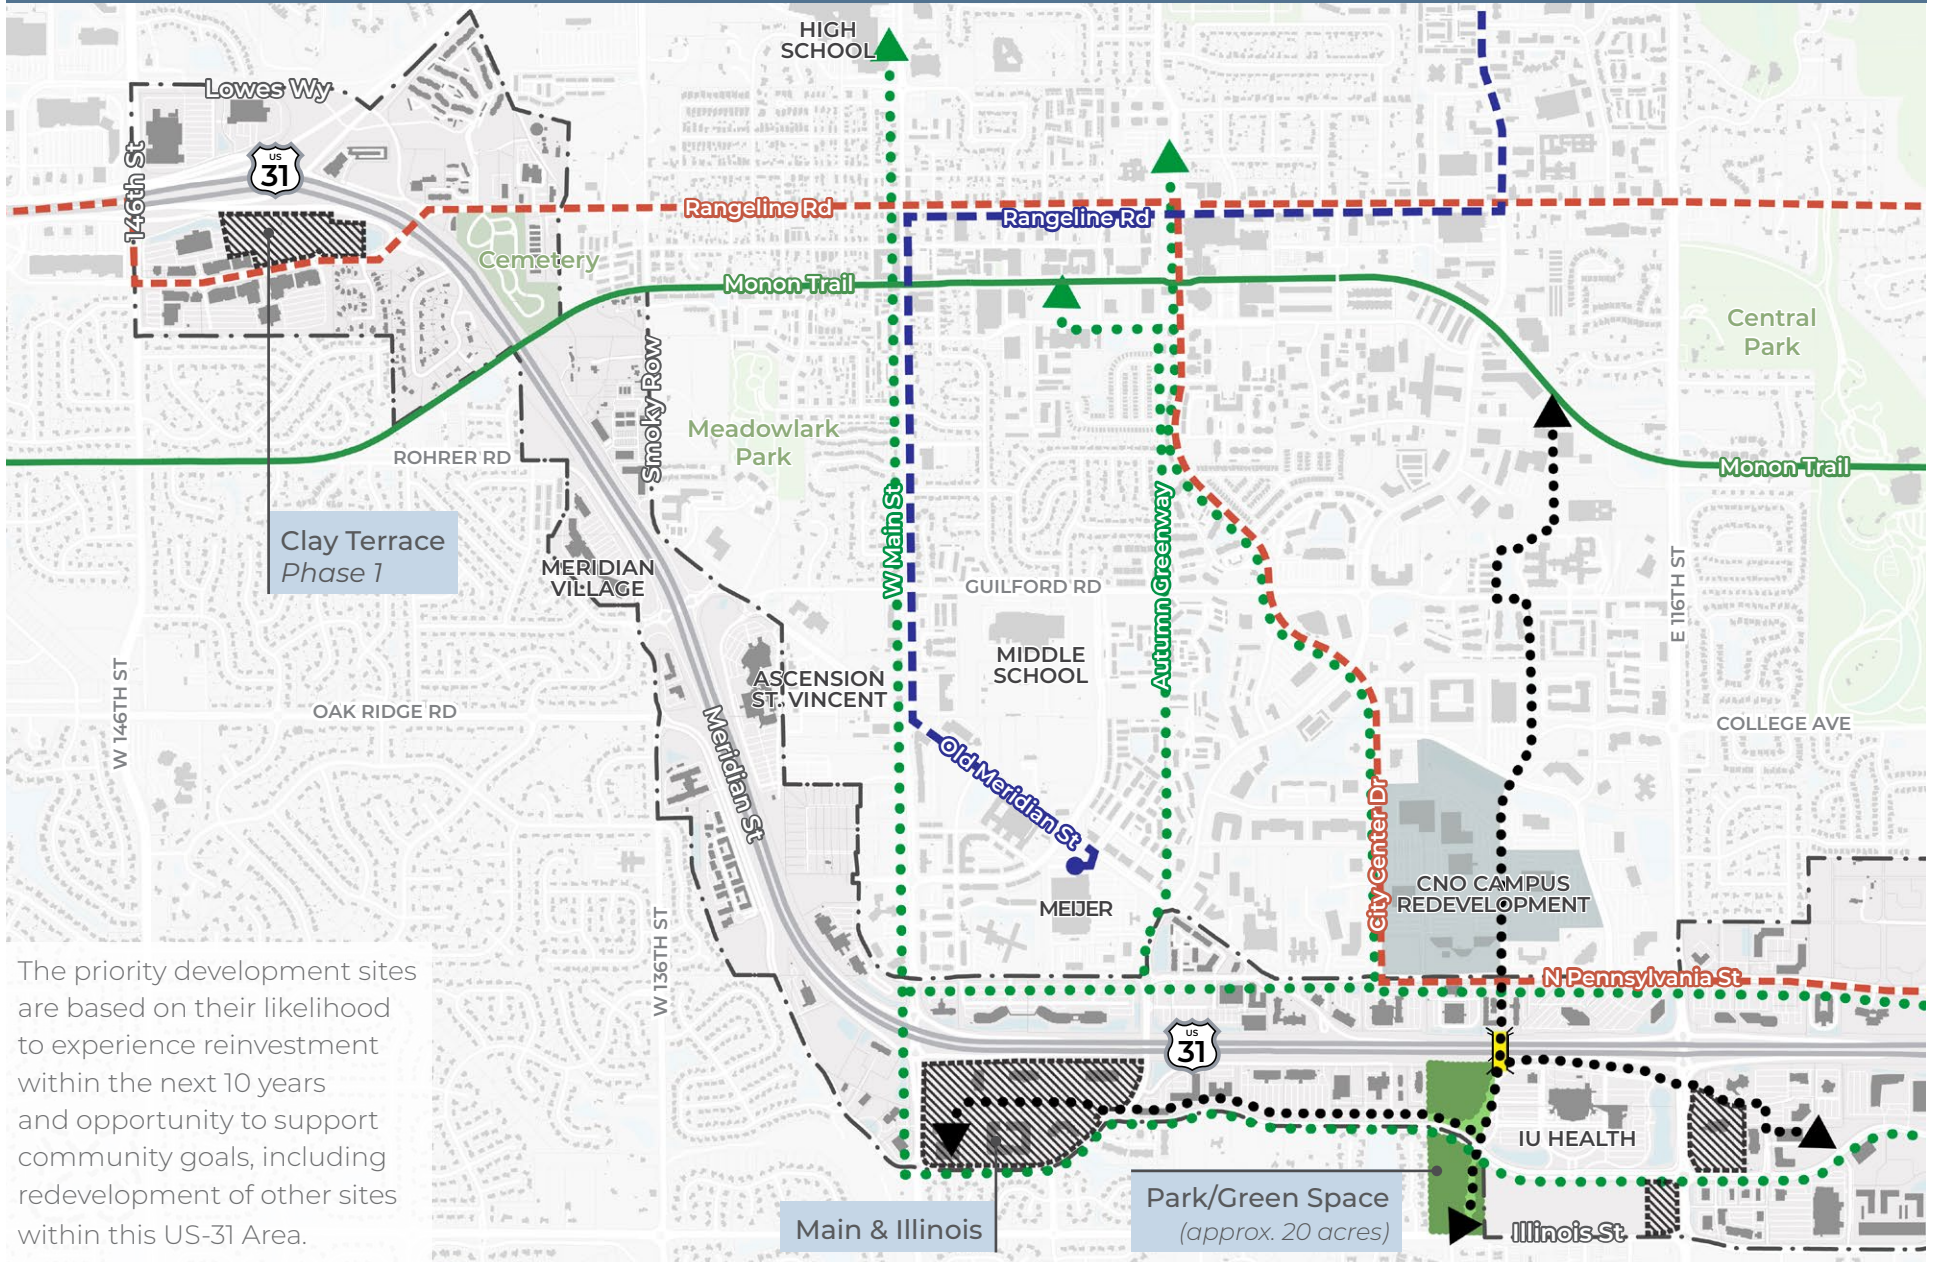 HIGH
SCHOOL
Lowes Wy
146th St
US
31
Rangeline Rd
Rangeline Rd
Cemetery
Monon Trail
Central
Park
Smoky Row
Meadowlark
Park
ROHRER RD
Monon Trail
W Main St
Autumn Greenway
Clay Terrace
Phase 1
MERIDIAN
VILLAGE
GUILFORD RD
E 116TH ST
MIDDLE
SCHOOL
ASCENSION
ST. VINCENT
W 146TH ST
OAK RIDGE RD
COLLEGE AVE
Meridian St
Old Meridian St
City Center Dr
CNO CAMPUS
REDEVELOPMENT
MEIJER
W 136TH ST
N Pennsylvania St
US
31
The priority development sites
are based on their likelihood
to experience reinvestment
within the next 10 years
and opportunity to support
community goals, including
redevelopment of other sites
within this US-31 Area.
IU HEALTH
Main & Illinois
Park/Green Space
(approx. 20 acres)
Illinois St